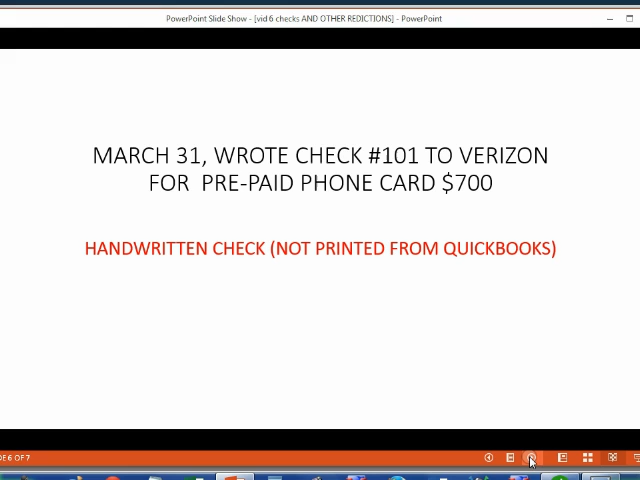 PowerPoint Slide Show - [vid 6 checks AND OTHER REDICTIONS] - PowerPoint
MARCH 31, WROTE CHECK #101 TO VERIZON
FOR PRE-PAID PHONE CARD $700
HANDWRITTEN CHECK (NOT PRINTED FROM QUICKBOOKS)
DE 6 OF 7